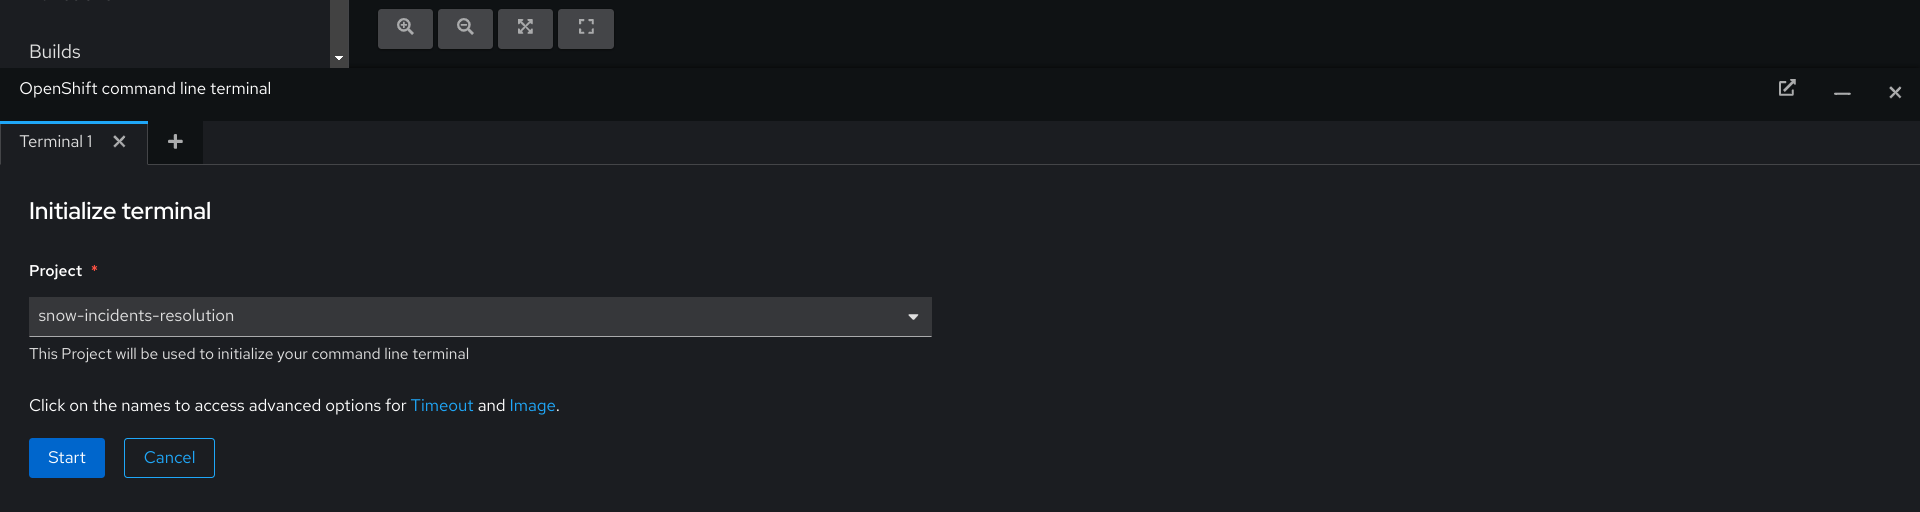 Builds
OpenShift command line terminal
Terminal 1
Initialize terminal
Project *
snow-incidents-resolution
This Project will be used to initialize your command line terminal
Click on the names to access advanced options for Timeout and Image.
Start Cancel